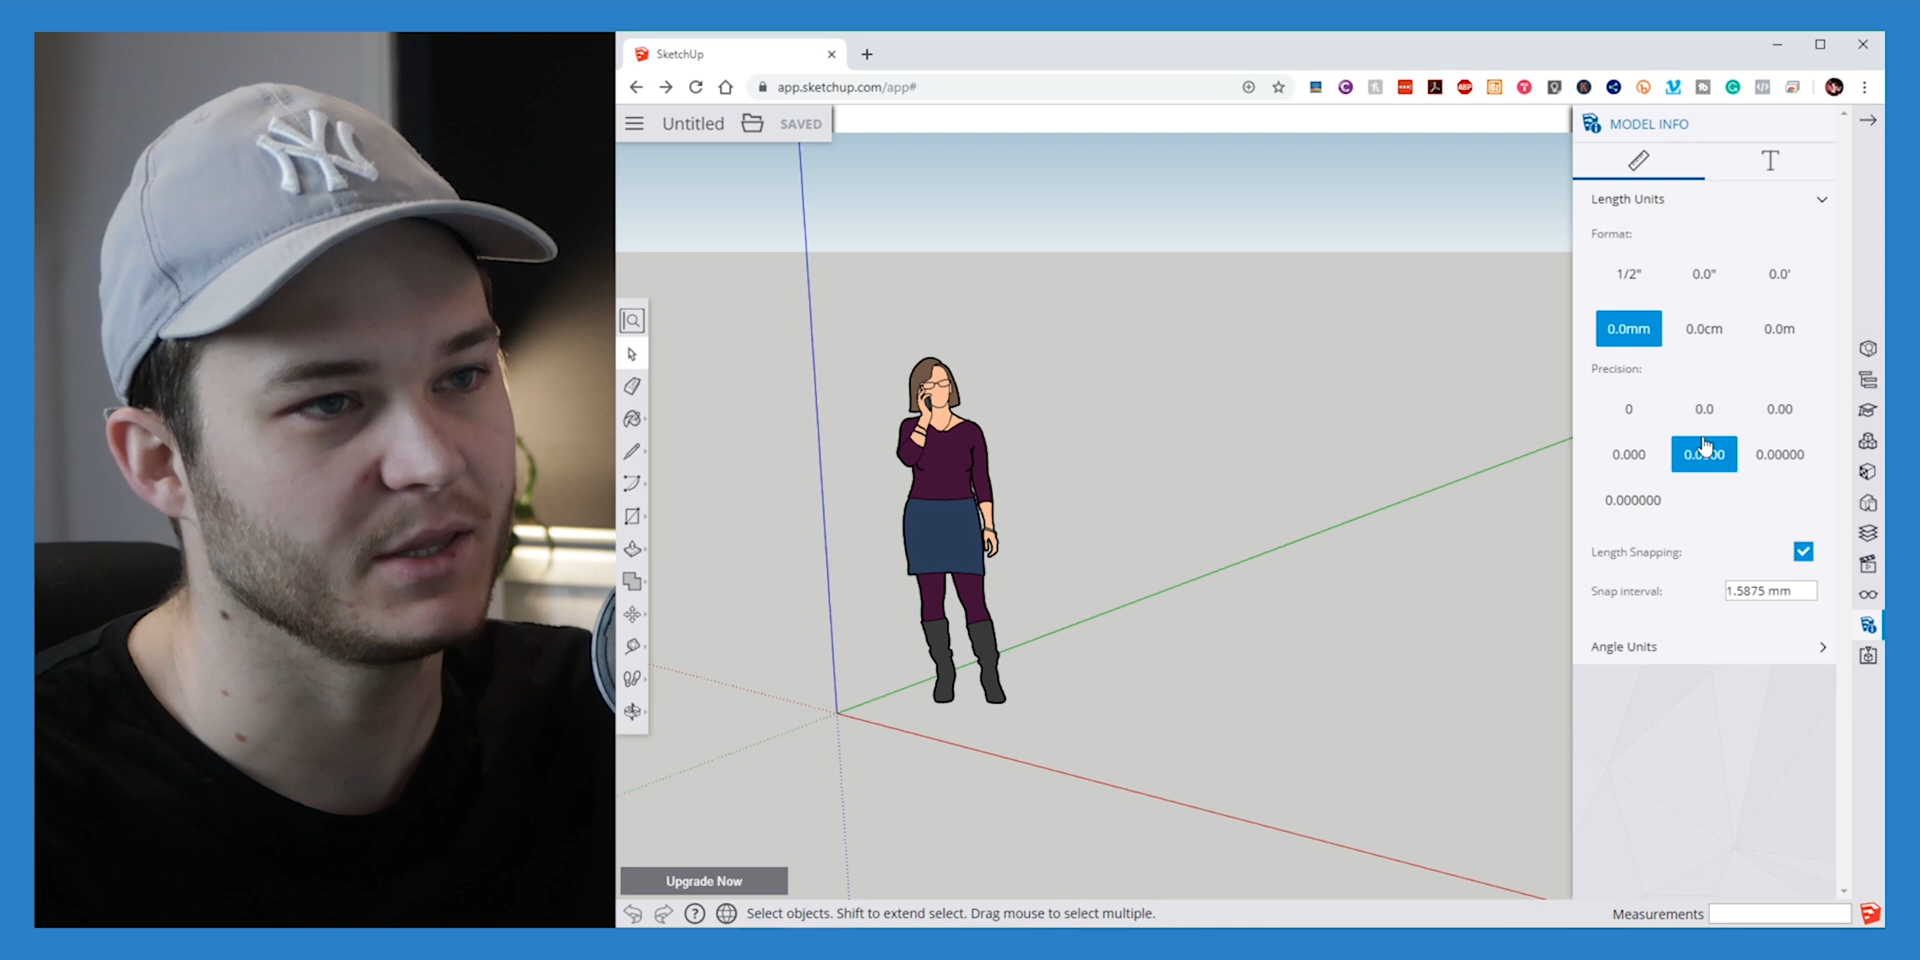 NY
SketchUp
app.sketchup.com/app#
ABP
Untitled SAVED
MODEL INFO
T
Length Units
Format:
1/2" 0.0" 0.0'
0.0mm 0.0cm 0.0m
Precision:
0 0.0 0.00
0.000 0.0000 0.00000
0.000000
Length Snapping:
Snap interval: 1.5875 mm
Angle Units
Upgrade Now
Select objects. Shift to extend select. Drag mouse to select multiple.
Measurements